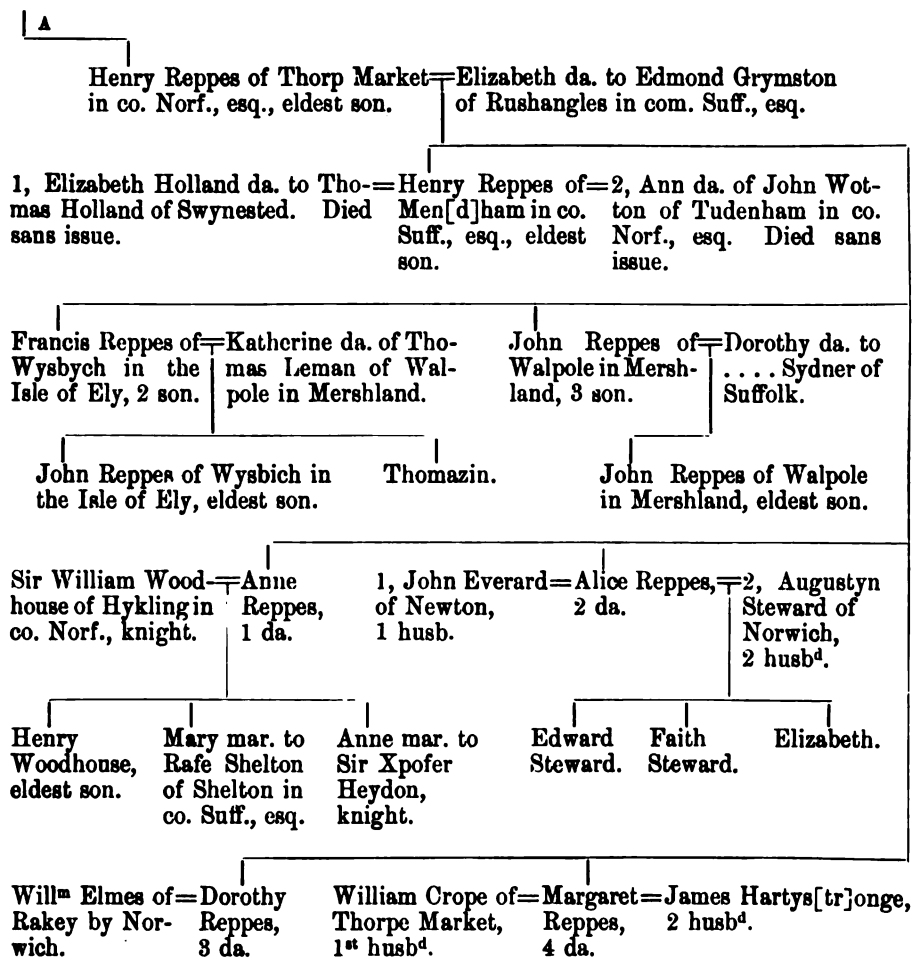 A
Henry Reppes of Thorp Market
in co. Norf., esq., eldest son.
Elizabeth da. to Edmond Grymston
of Rushangles in com. Suff., esq.
1, Elizabeth Holland da. to Tho-
mas Holland of Swynested. Died
sans issue.
Henry Reppes of
Men[d]ham in co.
Suff., esq., eldest
son.
2, Ann da. of John Wot-
ton of Tudenham in co.
Norf., esq. Died sans
issue.
Francis Reppes of
Wysbych in the
Isle of Ely, 2 son.
Katherine da. of Tho-
mas Leman of Wal-
pole in Mershland.
John Reppes of
Walpole in Mersh-
land, 3 son.
Dorothy da. to
. . . . Sydner of
Suffolk.
John Reppes of Wysbich in
the Isle of Ely, eldest son.
Thomazin.
John Reppes of Walpole
in Mershland, eldest son.
Sir William Wood-
house of Hykling in
co. Norf., knight.
Anne
Reppes,
1 da.
1, John Everard
of Newton,
1 husb.
Alice Reppes,
2 da.
2, Augustyn
Steward of
Norwich,
2 husbᵈ.
Henry
Woodhouse,
eldest son.
Mary mar. to
Rafe Shelton
of Shelton in
co. Suff., esq.
Anne mar. to
Sir Xpofer
Heydon,
knight.
Edward
Steward.
Faith
Steward.
Elizabeth.
Willᵐ Elmes of
Rakey by Nor-
wich.
Dorothy
Reppes,
3 da.
William Crope of
Thorpe Market,
1ˢᵗ husbᵈ.
Margaret
Reppes,
4 da.
James Hartys[tr]onge,
2 husbᵈ.